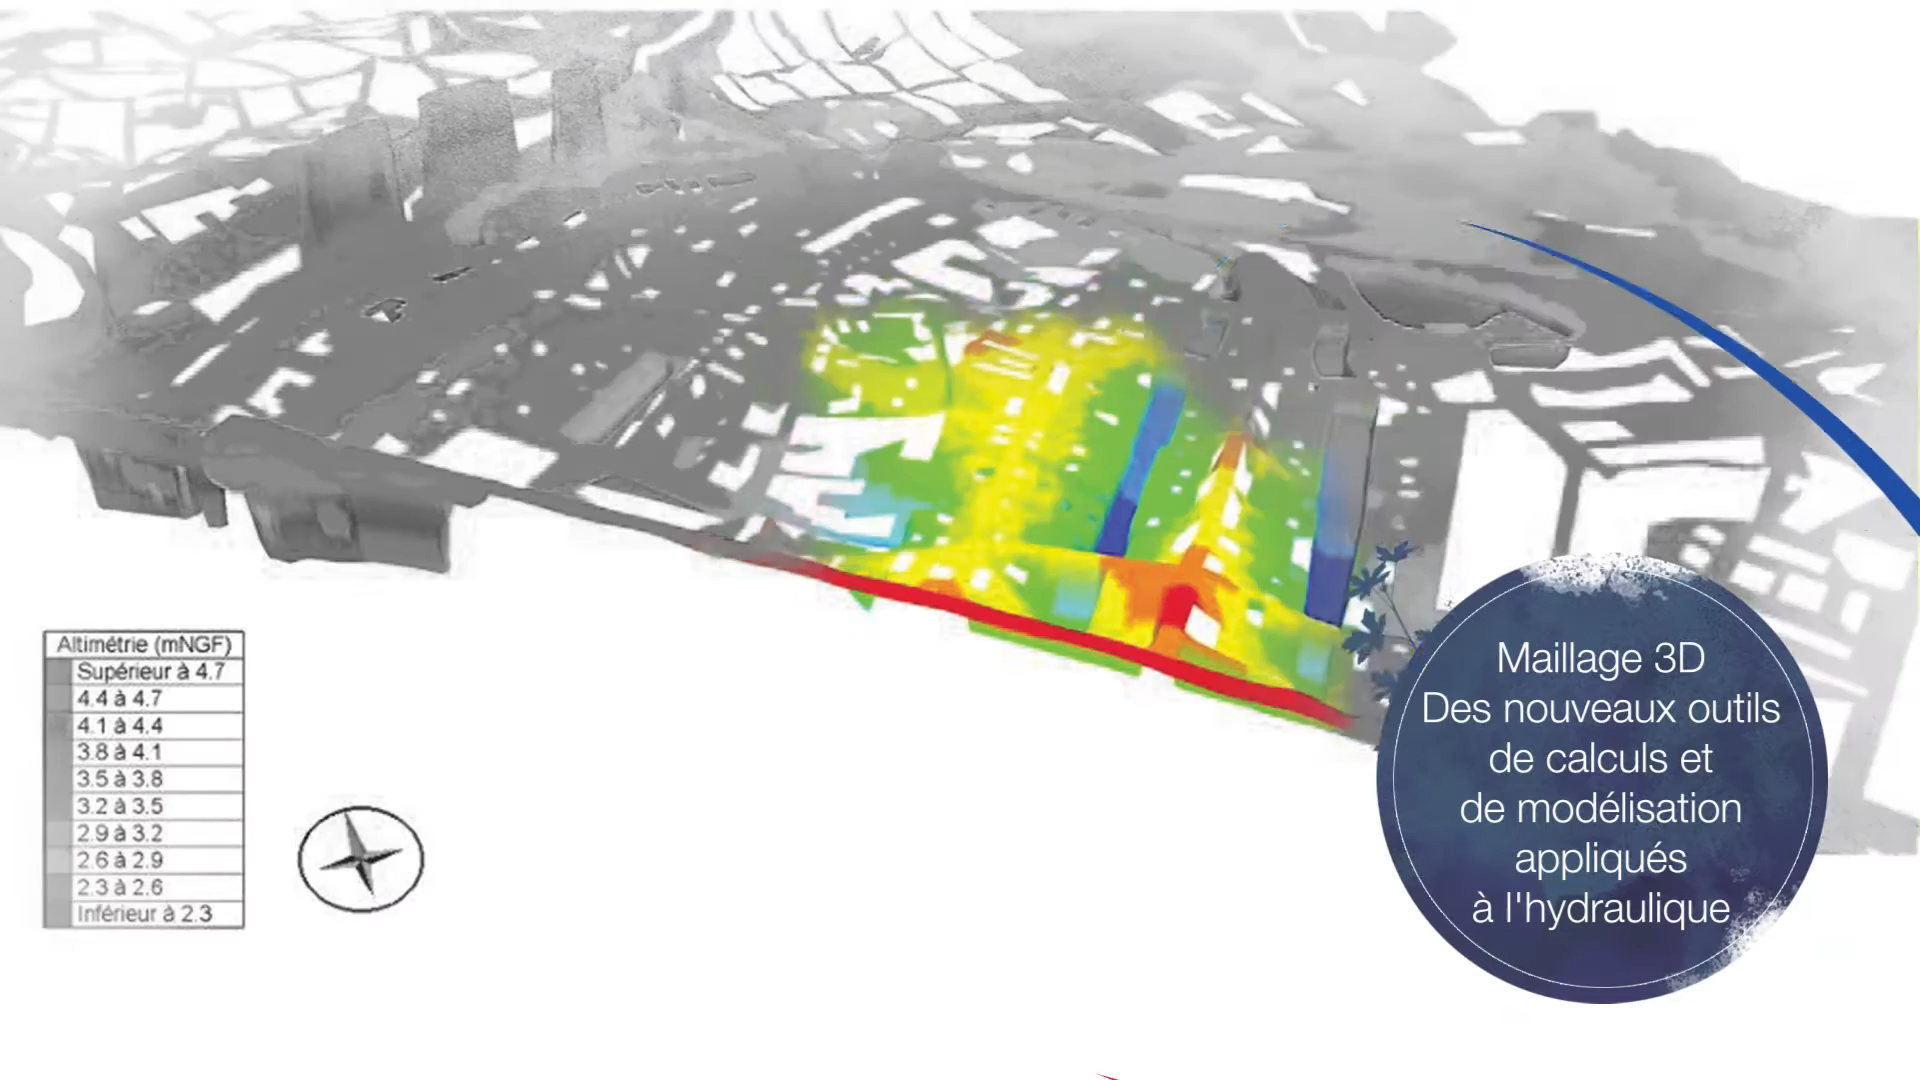 Altimétrie (mNGF)
Supérieur à 4.7
4.4 à 4.7
4.1 à 4.4
3.8 à 4.1
3.5 à 3.8
3.2 à 3.5
2.9 à 3.2
2.6 à 2.9
2.3 à 2.6
Inférieur à 2.3
Maillage 3D
Des nouveaux outils
de calculs et
de modélisation
appliqués
à l'hydraulique